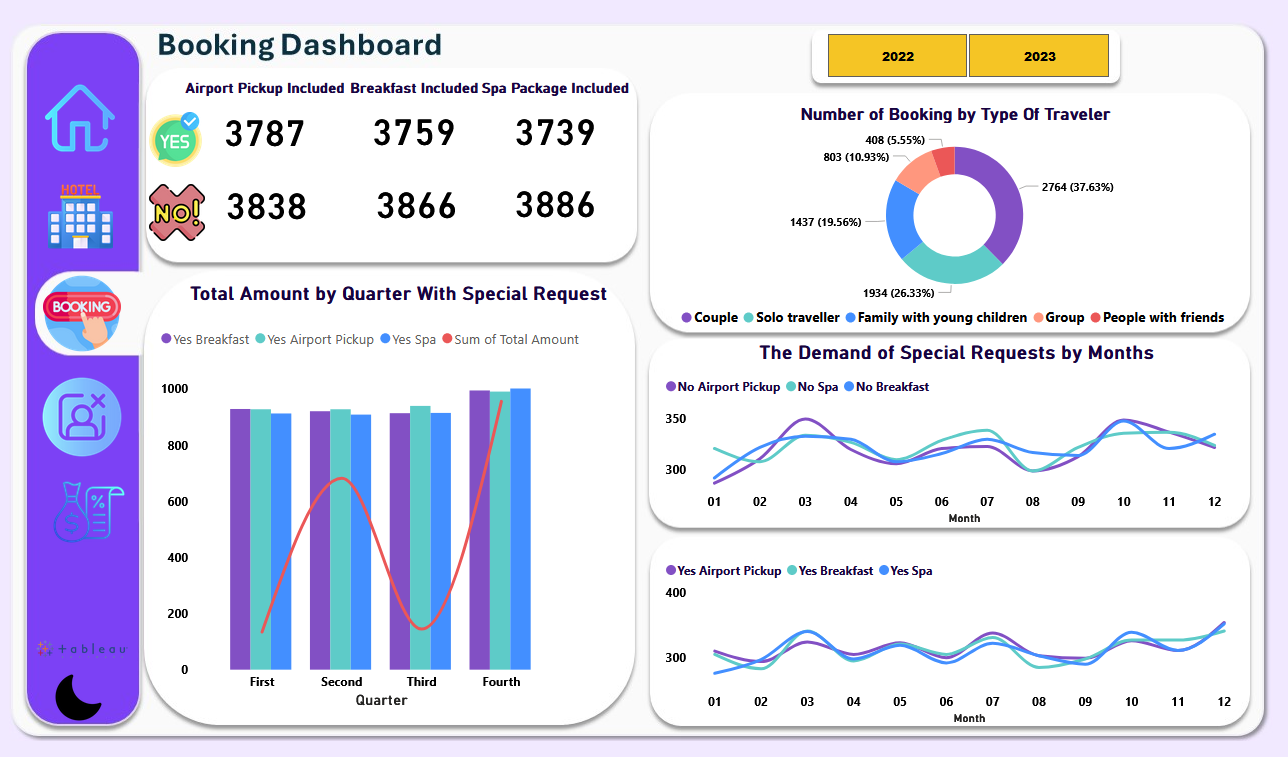 Booking Dashboard
2022
2023
Airport Pickup Included Breakfast Included Spa Package Included
YES
3787 3759 3739
NO!
3838 3866 3886
HOTEL
BOOKING
%
$
tableau
Total Amount by Quarter With Special Request
Yes Breakfast Yes Airport Pickup Yes Spa Sum of Total Amount
1000
800
600
400
200
0
First Second Third Fourth
Quarter
Number of Booking by Type Of Traveler
408 (5.55%)
803 (10.93%)
2764 (37.63%)
1437 (19.56%)
1934 (26.33%)
Couple Solo traveller Family with young children Group People with friends
The Demand of Special Requests by Months
No Airport Pickup No Spa No Breakfast
350
300
01 02 03 04 05 06 07 08 09 10 11 12
Month
Yes Airport Pickup Yes Breakfast Yes Spa
400
300
01 02 03 04 05 06 07 08 09 10 11 12
Month